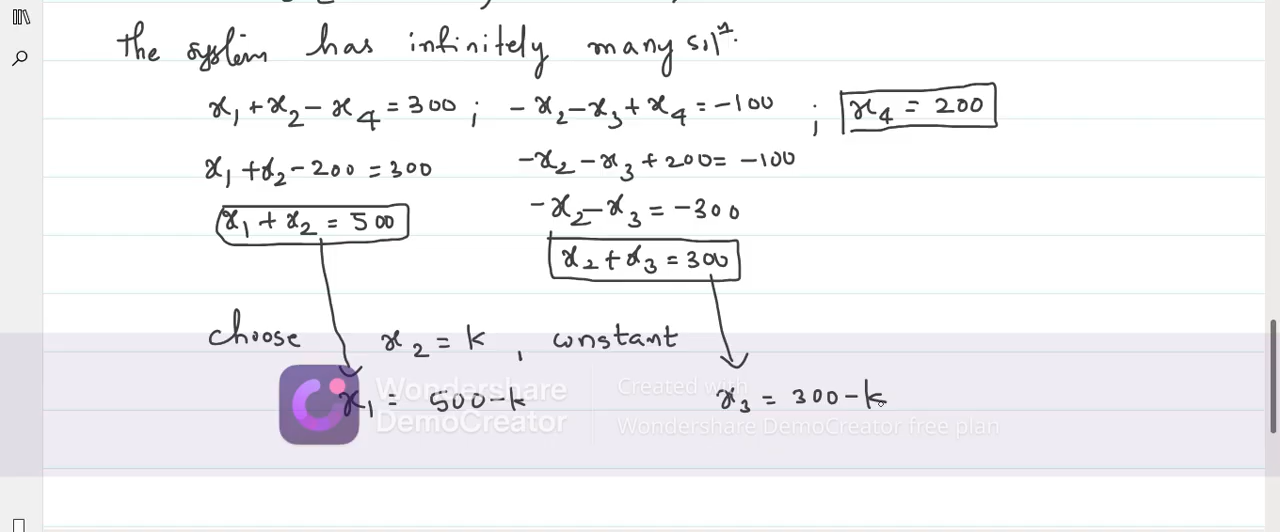 the system has infinitely many solⁿ.
x₁ + x₂ - x₄ = 300 ; - x₂ - x₃ + x₄ = -100 ; x₄ = 200
x₁ + x₂ - 200 = 300 -x₂ - x₃ + 200 = -100
x₁ + x₂ = 500 -x₂ - x₃ = -300
x₂ + x₃ = 300
choose x₂ = k , constant
x₁ = 500 - k x₃ = 300 - k
Wondershare DemoCreator
Created with
Wondershare DemoCreator free plan